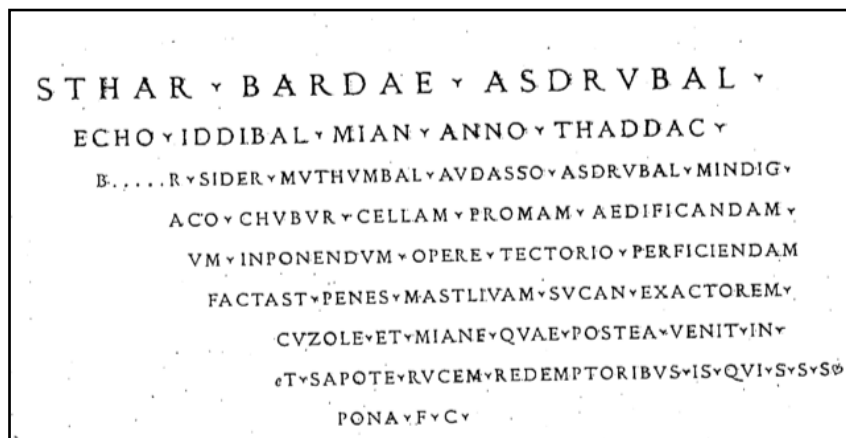 STHAR ⋎ BARDAE ⋎ ASDRVBAL ⋎
ECHO ⋎ IDDIBAL ⋎ MIAN ⋎ ANNO ⋎ THADDAC ⋎
B.....R ⋎ SIDER ⋎ MVTHVMBAL ⋎ AVDASSO ⋎ ASDRVBAL ⋎ MINDIG ⋎
ACO ⋎ CHVBVR ⋎ CELLAM ⋎ PROMAM ⋎ AEDIFICANDAM ⋎
VM ⋎ INPONENDVM ⋎ OPERE ⋎ TECTORIO ⋎ PERFICIENDAM
FACTAST ⋎ PENES ⋎ MASTLIVAM ⋎ SVCAN ⋎ EXACTOREM ⋎
CVZOLE ⋎ ET ⋎ MIANE ⋎ QVAE ⋎ POSTEA ⋎ VENIT ⋎ IN ⋎
eT ⋎ SAPOTE ⋎ RVCEM ⋎ REDEMPTORIBVS ⋎ IS ⋎ QVI ⋎ S ⋎ S ⋎ S
PONA ⋎ F ⋎ C ⋎